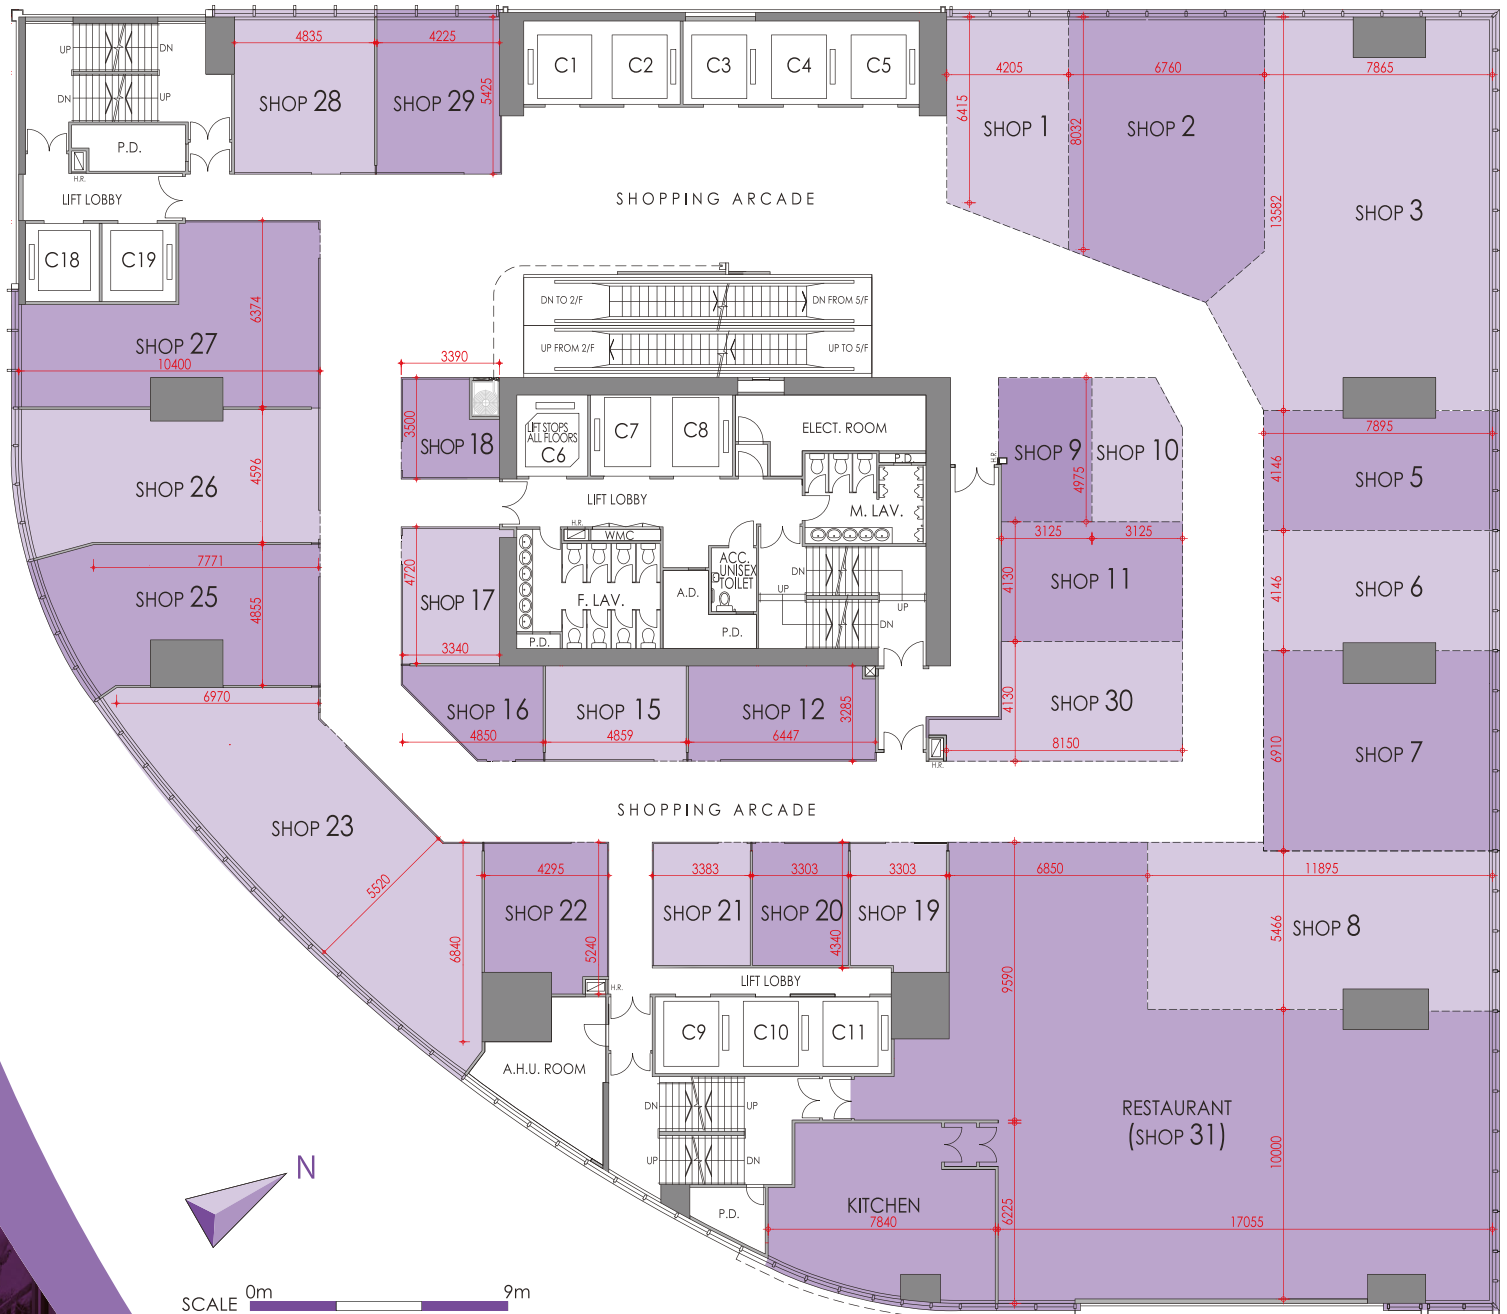 UP
DN
DN
UP
4835
4225
5425
SHOP 28
SHOP 29
C1
C2
C3
C4
C5
4205
6760
7865
6415
8032
13582
SHOP 1
SHOP 2
SHOP 3
P.D.
H.R.
LIFT LOBBY
SHOPPING ARCADE
C18
C19
6374
SHOP 27
10400
DN TO 2/F
DN FROM 5/F
UP FROM 2/F
UP TO 5/F
3390
3500
SHOP 18
LIFT STOPS
ALL FLOORS
C6
C7
C8
ELECT. ROOM
P.D.
H.R.
SHOP 9
SHOP 10
4975
7895
4146
SHOP 5
SHOP 26
4596
LIFT LOBBY
M. LAV.
H.R.
WMC
3125
3125
7771
SHOP 25
4855
4720
SHOP 17
3340
F. LAV.
P.D.
A.D.
ACC.
UNISEX
TOILET
P.D.
DN
UP
UP
DN
4130
SHOP 11
4146
SHOP 6
6970
SHOP 16
4850
SHOP 15
4859
SHOP 12
6447
3285
4130
SHOP 30
8150
H.R.
6910
SHOP 7
SHOPPING ARCADE
SHOP 23
5520
6840
4295
SHOP 22
5240
H.R.
3383
SHOP 21
3303
SHOP 20
4340
3303
SHOP 19
6850
11895
5466
SHOP 8
9590
LIFT LOBBY
C9
C10
C11
A.H.U. ROOM
DN
UP
UP
DN
P.D.
RESTAURANT
(SHOP 31)
10000
KITCHEN
7840
6225
17055
N
SCALE
0m
9m